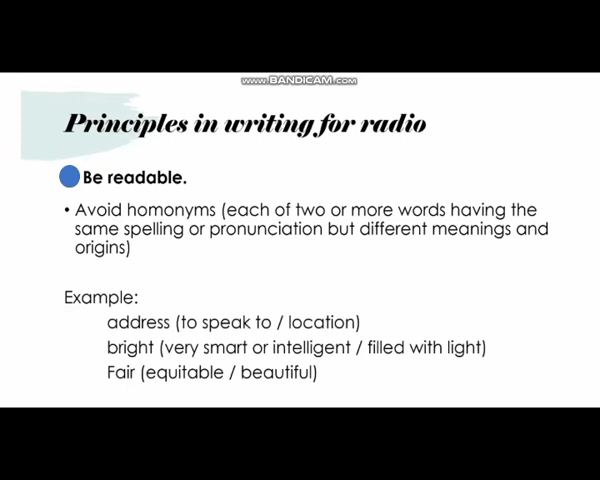 www.BANDICAM.com
Principles in writing for radio
Be readable.
• Avoid homonyms (each of two or more words having the
same spelling or pronunciation but different meanings and
origins)
Example:
address (to speak to / location)
bright (very smart or intelligent / filled with light)
Fair (equitable / beautiful)